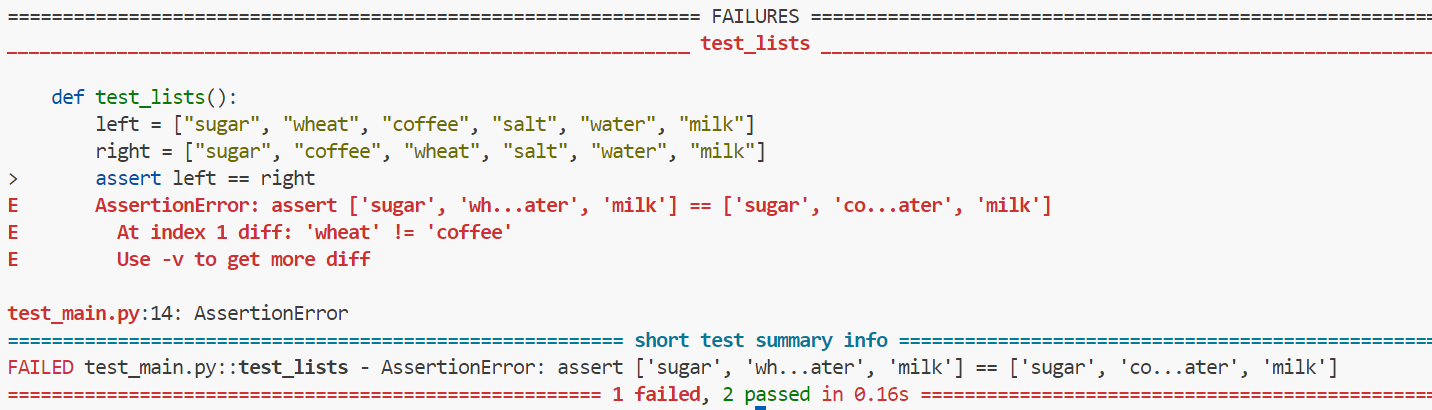 ================================================================ FAILURES ================================================================
________________________________________________________________ test_lists ________________________________________________________________
    def test_lists():
        left = ["sugar", "wheat", "coffee", "salt", "water", "milk"]
        right = ["sugar", "coffee", "wheat", "salt", "water", "milk"]
>       assert left == right
E       AssertionError: assert ['sugar', 'wh...ater', 'milk'] == ['sugar', 'co...ater', 'milk']
E         At index 1 diff: 'wheat' != 'coffee'
E         Use -v to get more diff
test_main.py:14: AssertionError
======================================================== short test summary info ========================================================
FAILED test_main.py::test_lists - AssertionError: assert ['sugar', 'wh...ater', 'milk'] == ['sugar', 'co...ater', 'milk']
====================================================== 1 failed, 2 passed in 0.16s ======================================================